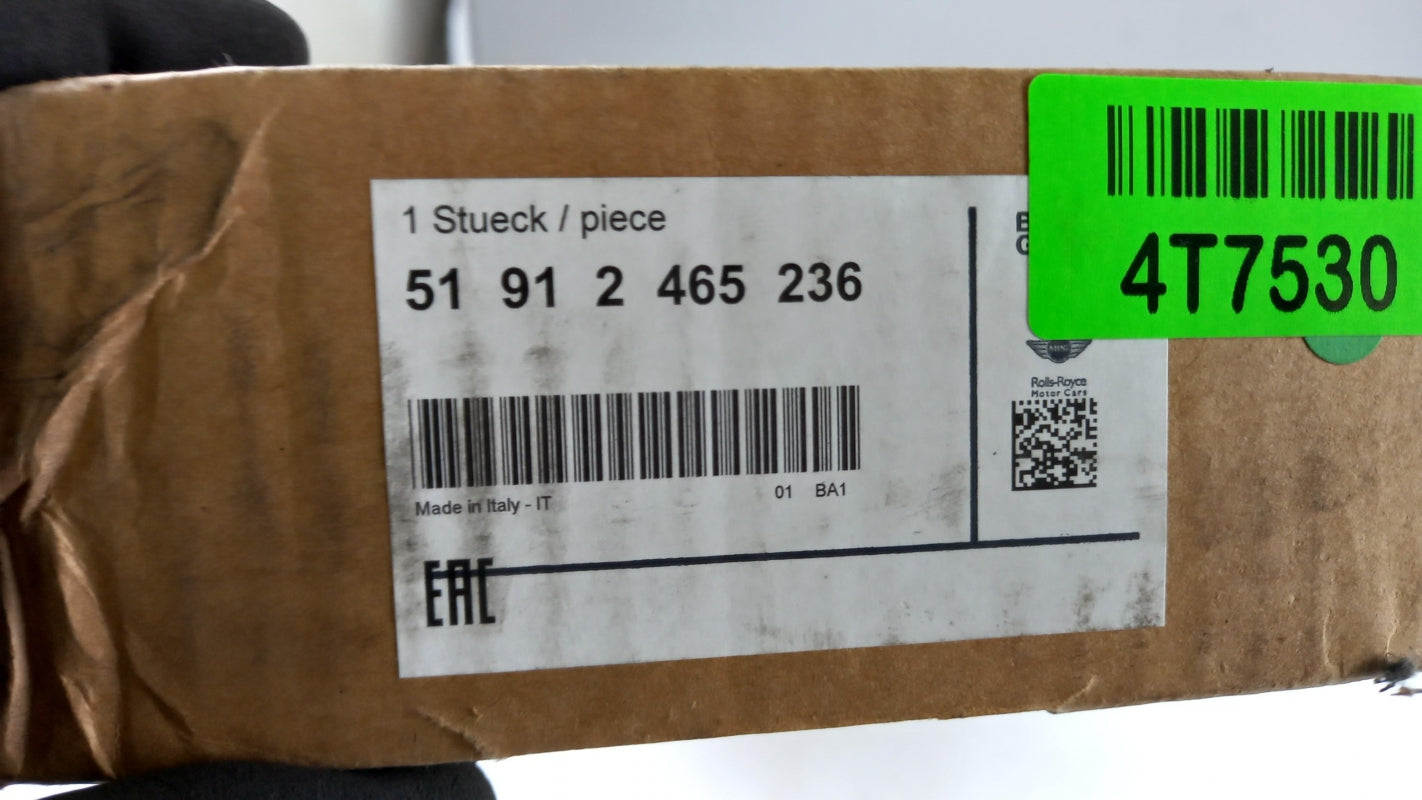 1 Stueck / piece
51 91 2 465 236
Made in Italy - IT
01 BA1
EAC
4T7530
MINI
Rolls-Royce
Motor Cars